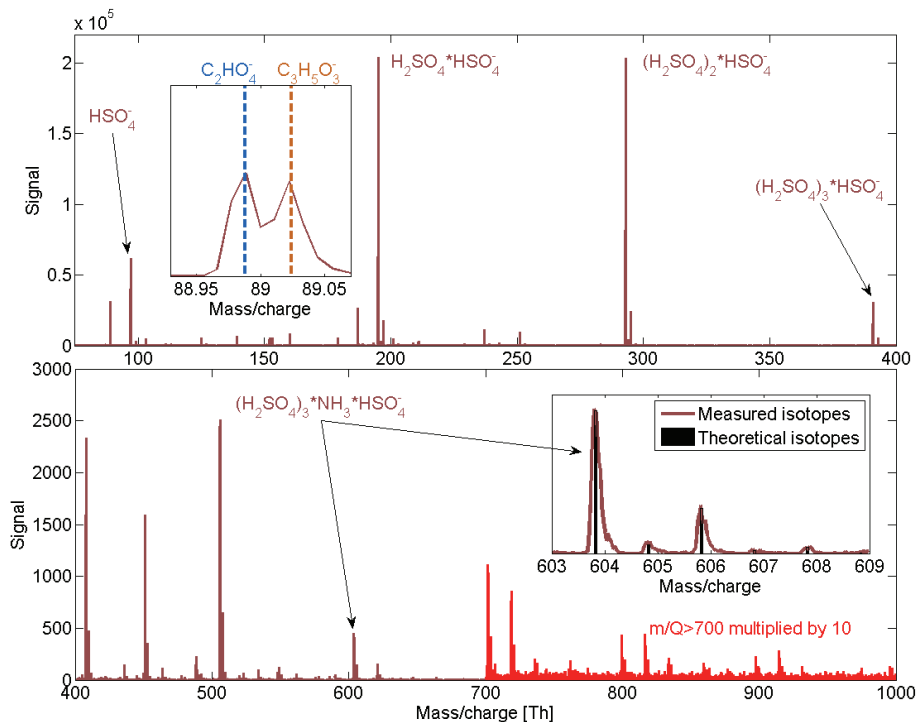 × 10⁵
2
1.5
1
0.5
0
Signal
HSO₄⁻
C₂HO₄⁻
C₃H₅O₃⁻
88.95 89 89.05
Mass/charge
H₂SO₄*HSO₄⁻
(H₂SO₄)₂*HSO₄⁻
(H₂SO₄)₃*HSO₄⁻
100 150 200 250 300 350 400
3000
2500
2000
1500
1000
500
0
Signal
(H₂SO₄)₃*NH₃*HSO₄⁻
Measured isotopes
Theoretical isotopes
603 604 605 606 607 608 609
Mass/charge
m/Q>700 multiplied by 10
400 500 600 700 800 900 1000
Mass/charge [Th]